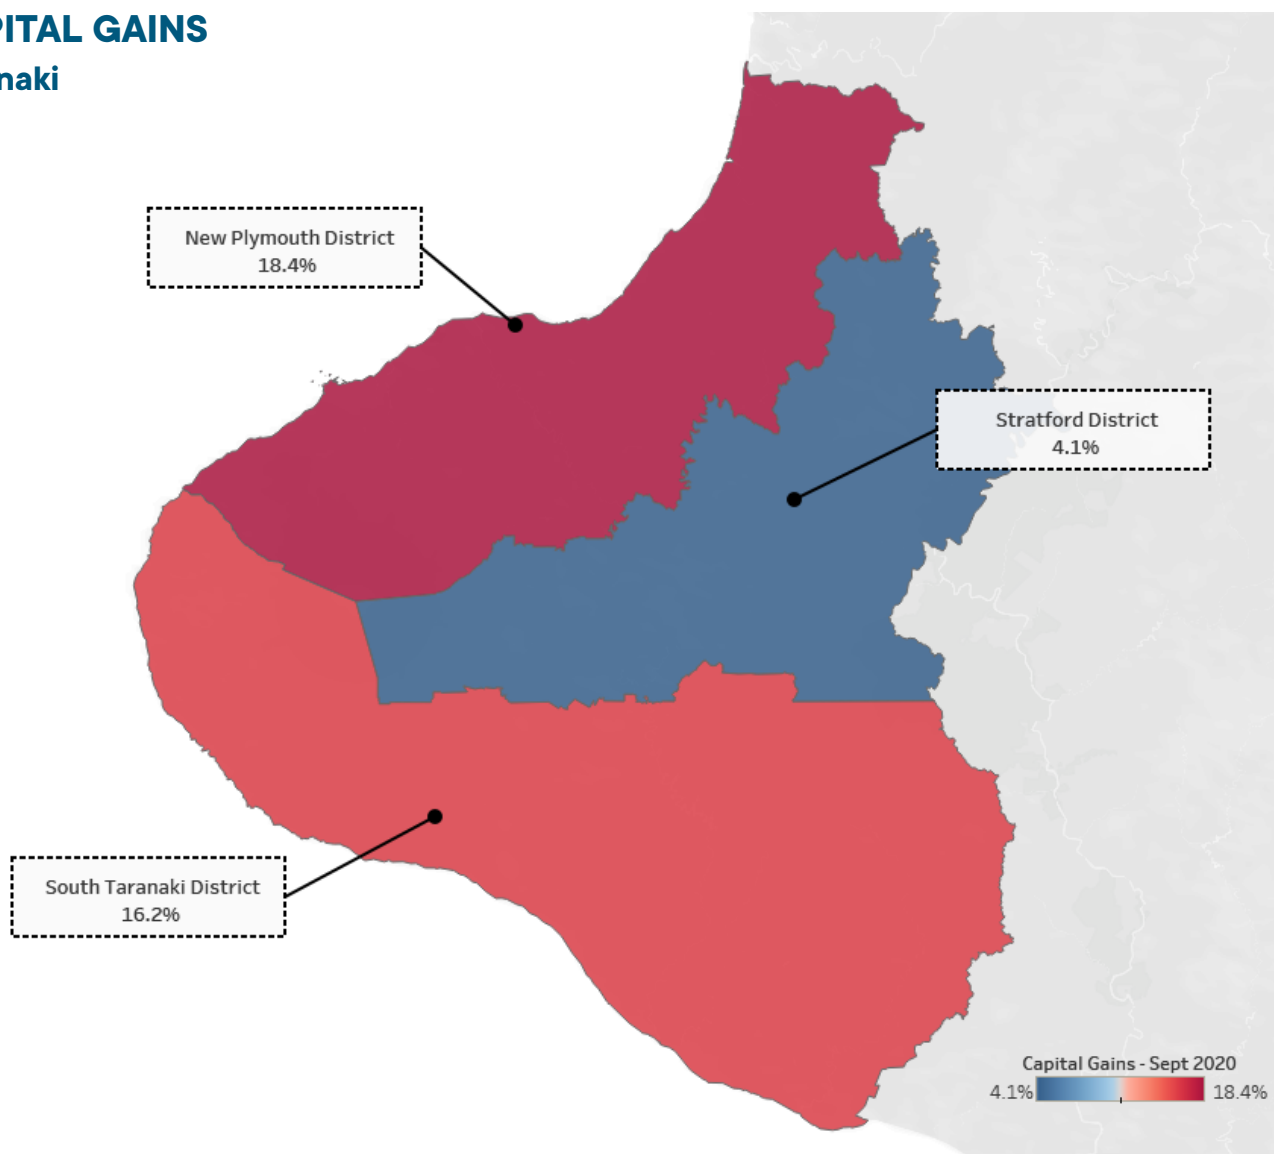 PITAL GAINS
naki
New Plymouth District
18.4%
Stratford District
4.1%
South Taranaki District
16.2%
Capital Gains - Sept 2020
4.1% 18.4%